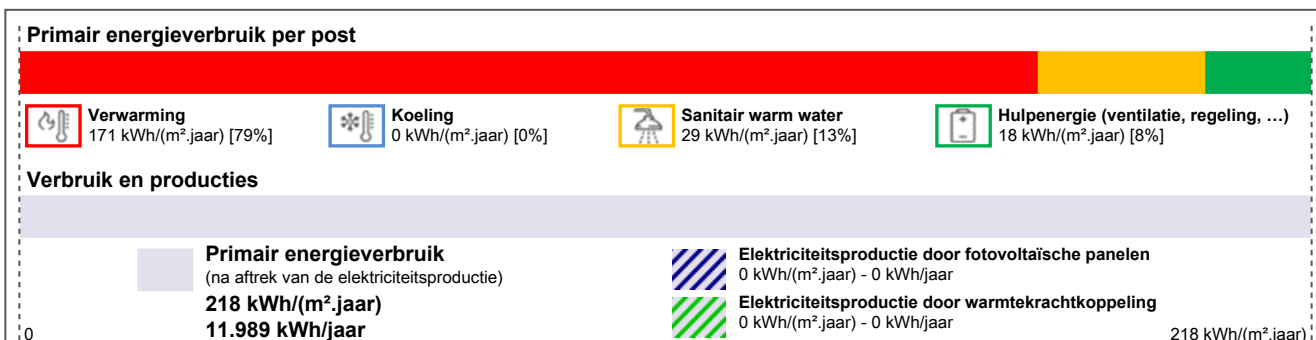 Primair energieverbruik per post
Verwarming
171 kWh/(m².jaar) [79%]
Koeling
0 kWh/(m².jaar) [0%]
Sanitair warm water
29 kWh/(m².jaar) [13%]
Hulpenergie (ventilatie, regeling, …)
18 kWh/(m².jaar) [8%]
Verbruik en producties
Primair energieverbruik
(na aftrek van de elektriciteitsproductie)
218 kWh/(m².jaar)
11.989 kWh/jaar
Elektriciteitsproductie door fotovoltaïsche panelen
0 kWh/(m².jaar) - 0 kWh/jaar
Elektriciteitsproductie door warmtekrachtkoppeling
0 kWh/(m².jaar) - 0 kWh/jaar
0
218 kWh/(m².jaar)